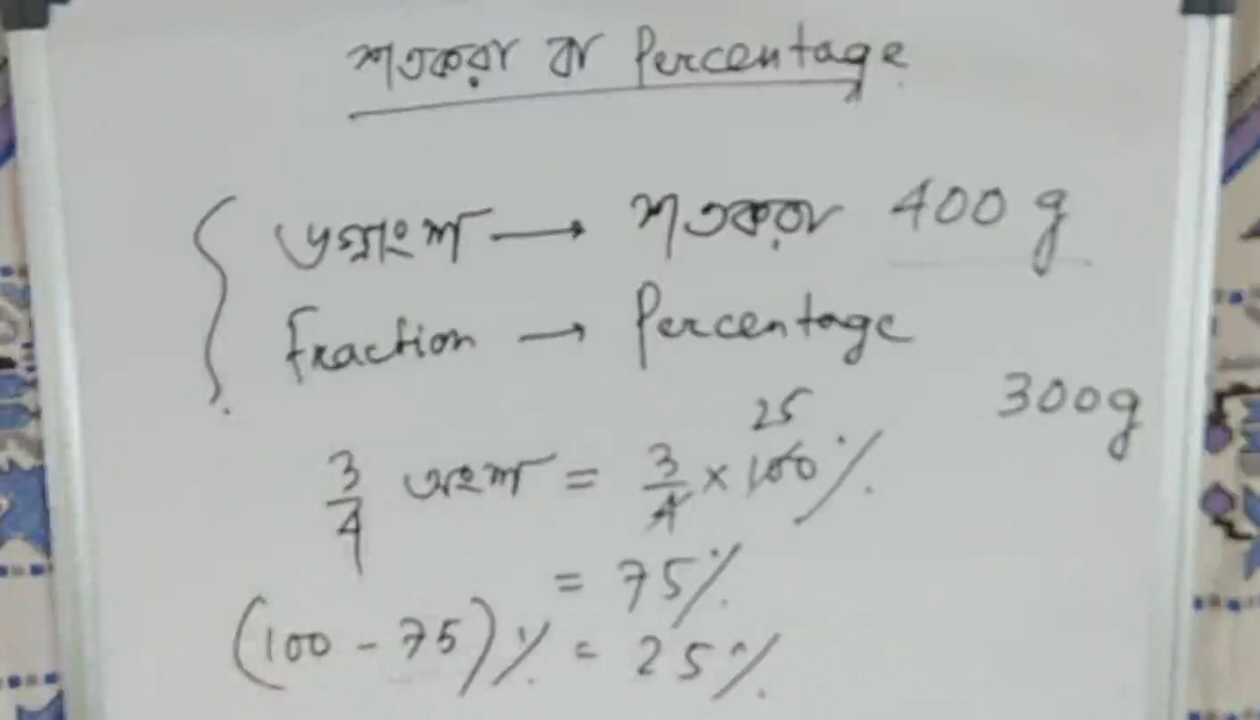 শতকরা বা Percentage
ভগ্নাংশ → শতকরা 400 g
Fraction → Percentage
300g
25
3/4 অংশ = 3/4 × 100%
= 75%
(100 - 75)% = 25%